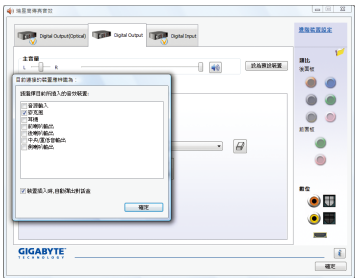 瑞昱高傳真音效
Digital Output(Optical)
Digital Output
Digital Input
進階裝置設定
主音量
L
R
設為預設裝置
目前連接的裝置應辨識為：
請選擇目前所插入的音效裝置:
音源輸入
麥克風
耳機
前喇叭輸出
後喇叭輸出
中央/重低音輸出
側喇叭輸出
裝置插入時,自動彈出對話盒
確定
類比
後面板
前面板
數位
GIGABYTE
TECHNOLOGY
確定